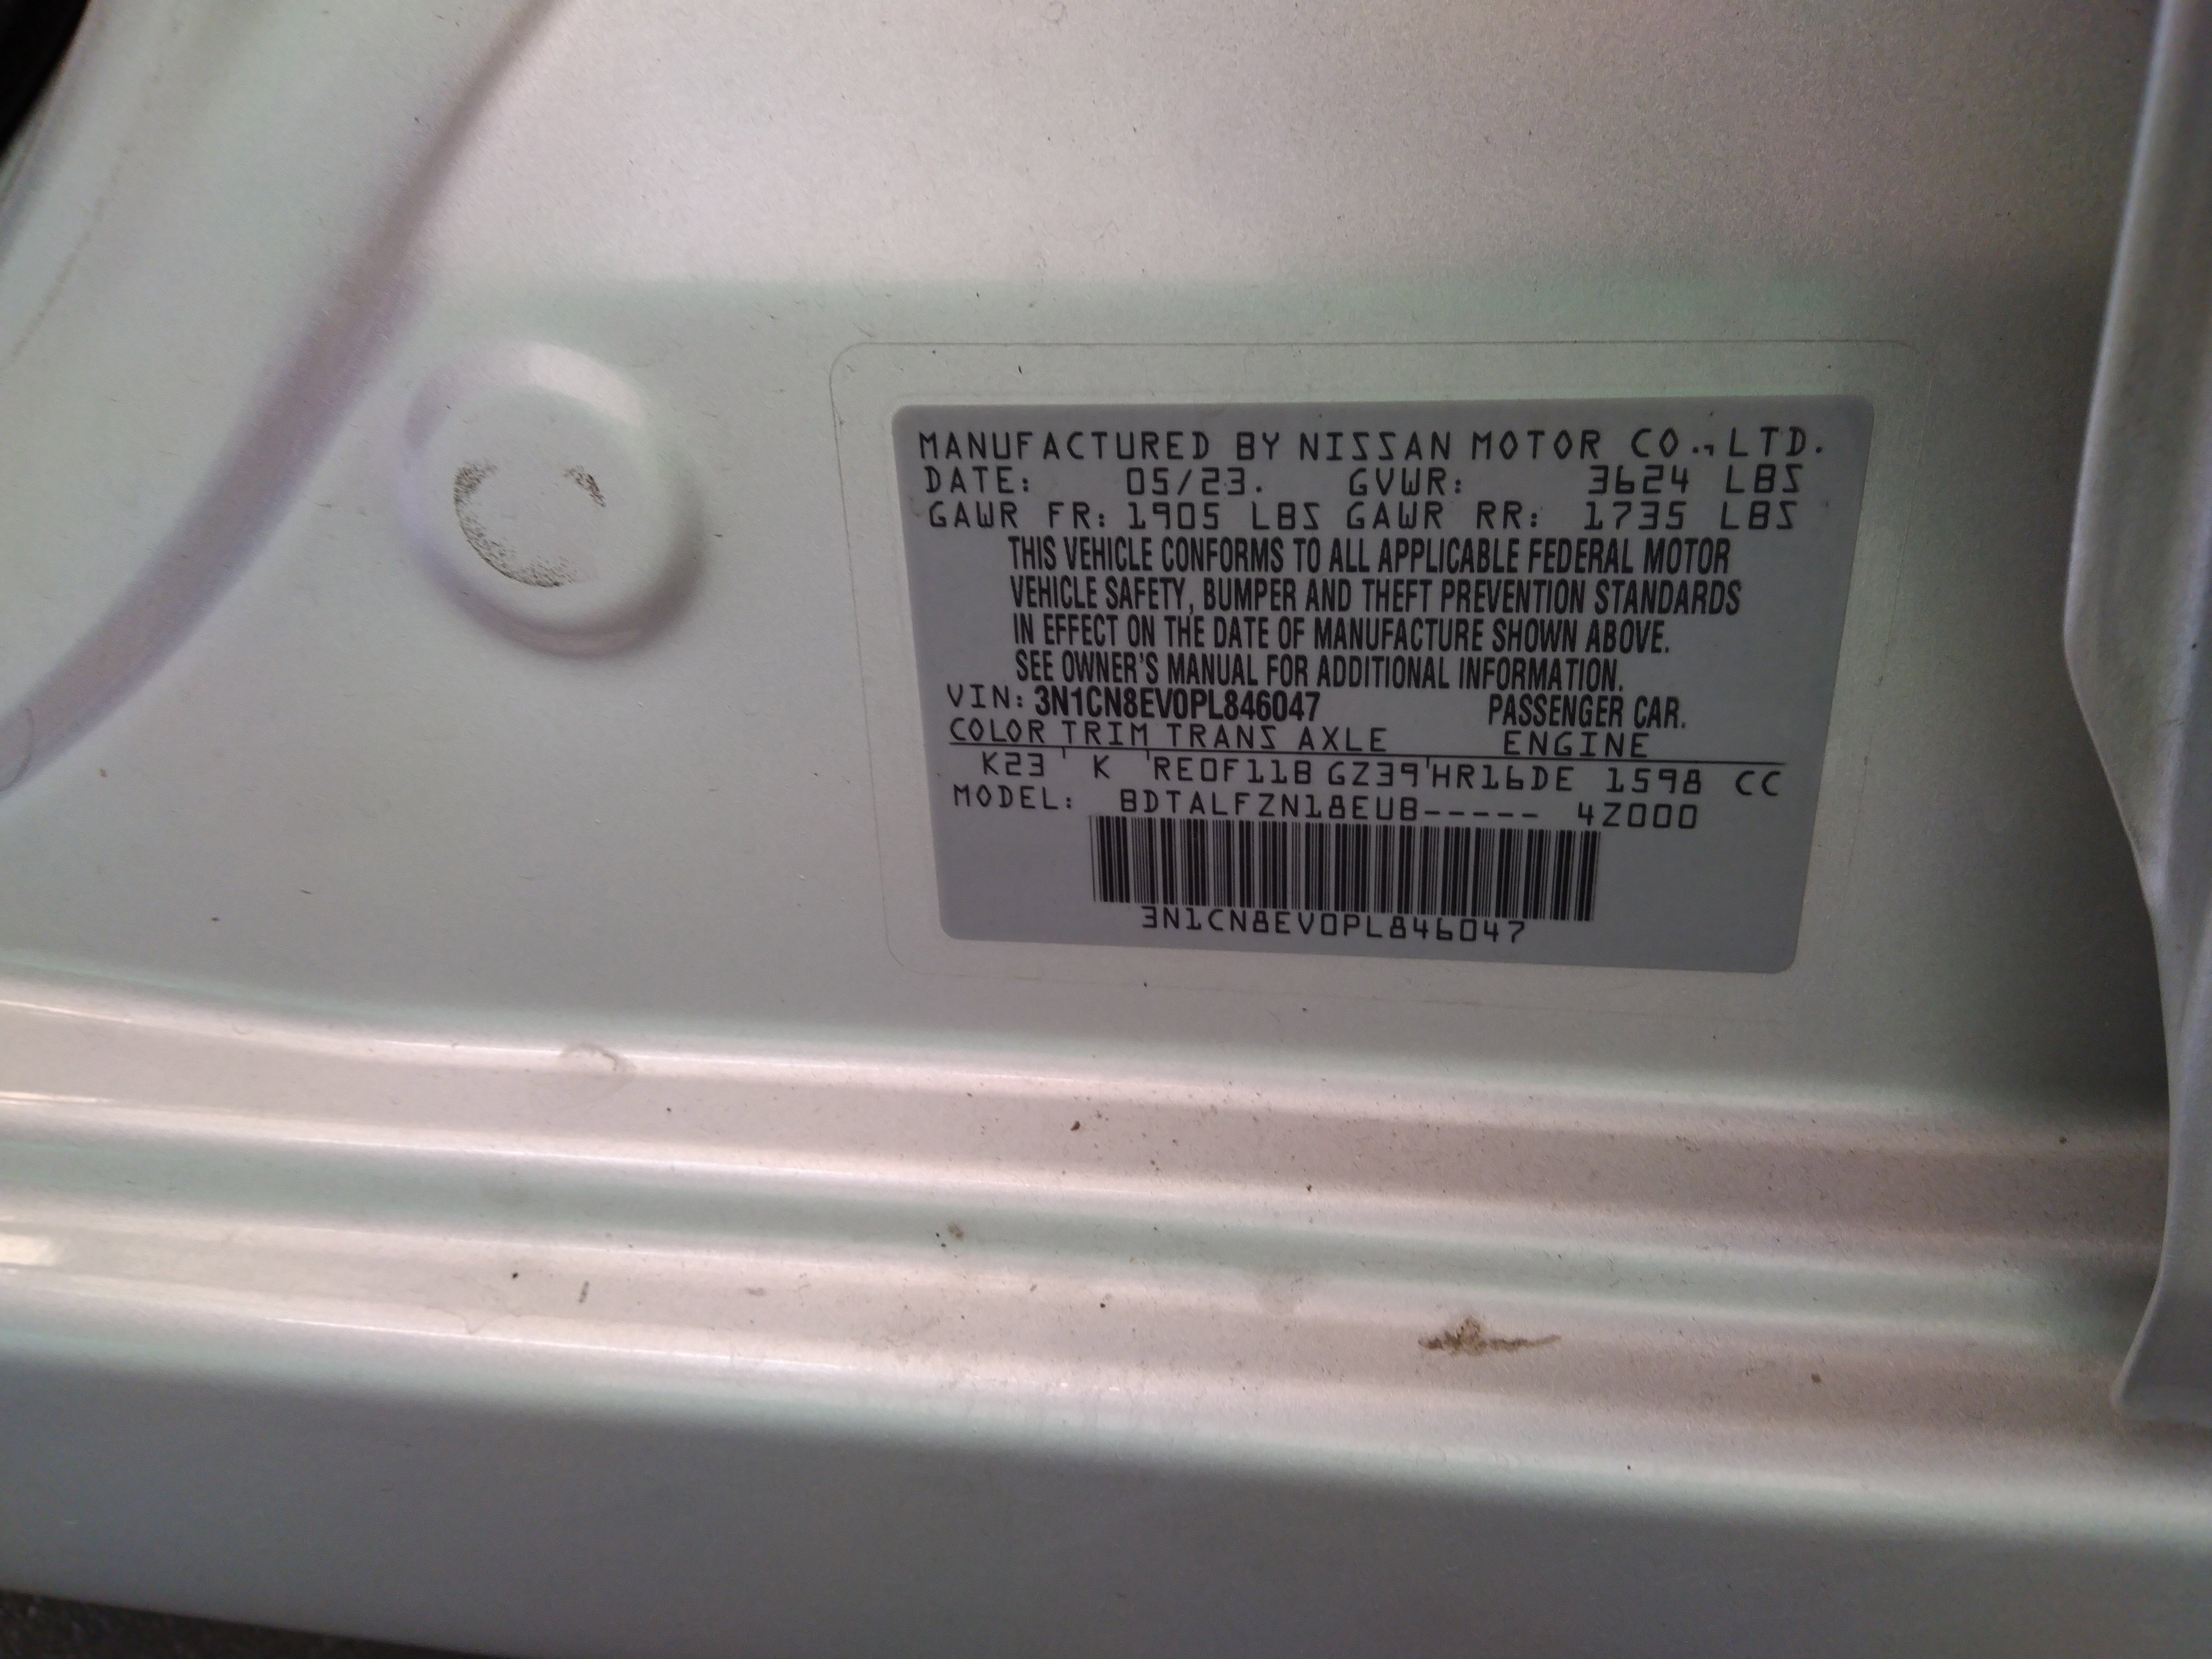 MANUFACTURED BY NISSAN MOTOR CO., LTD.
DATE: 05/23. GVWR: 3624 LBS
GAWR FR: 1905 LBS GAWR RR: 1735 LBS
THIS VEHICLE CONFORMS TO ALL APPLICABLE FEDERAL MOTOR
VEHICLE SAFETY, BUMPER AND THEFT PREVENTION STANDARDS
IN EFFECT ON THE DATE OF MANUFACTURE SHOWN ABOVE.
SEE OWNER'S MANUAL FOR ADDITIONAL INFORMATION.
VIN: 3N1CN8EV0PL846047 PASSENGER CAR.
COLOR TRIM TRANS AXLE ENGINE
K23 K RE0F11B GZ39 HR16DE 1598 CC
MODEL: BDTALFZN18EUB----- 4Z000
3N1CN8EV0PL846047